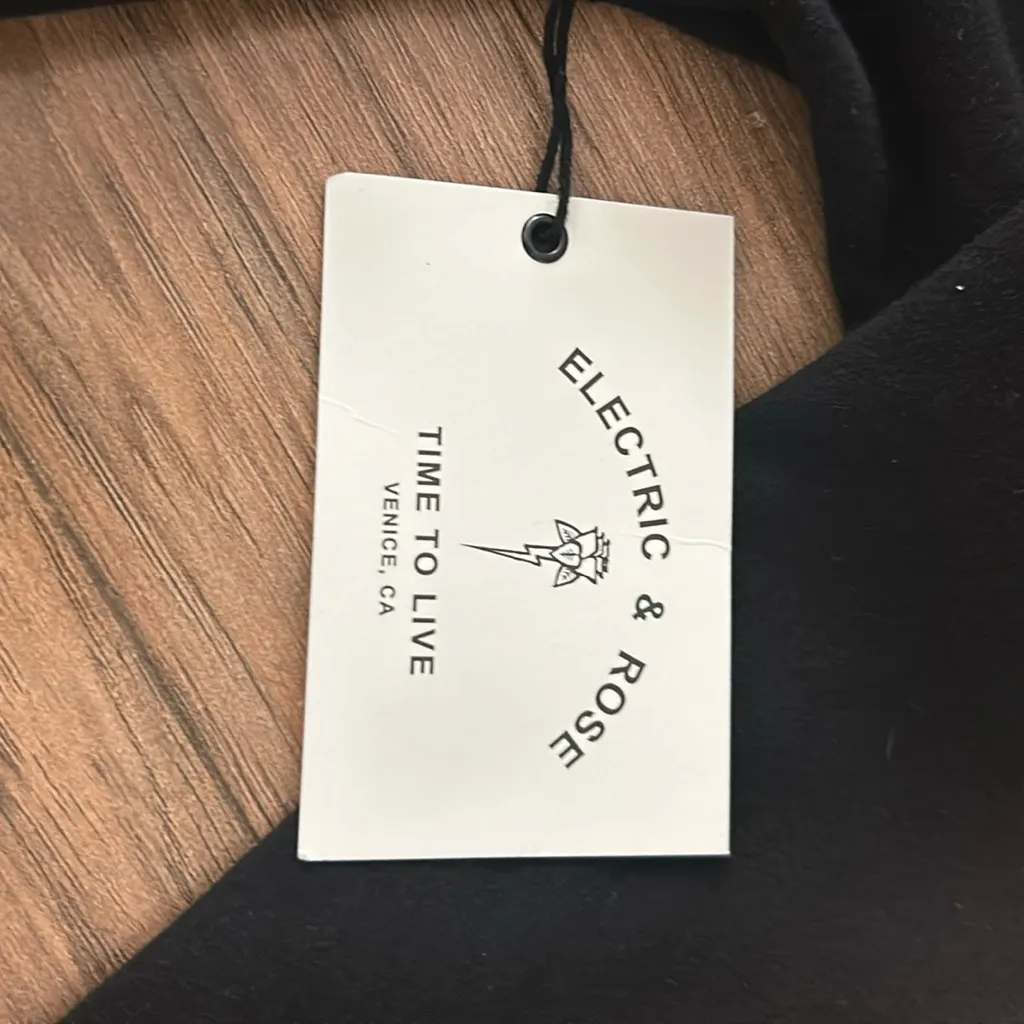 ELECTRIC & ROSE
TIME TO LIVE
VENICE, CA